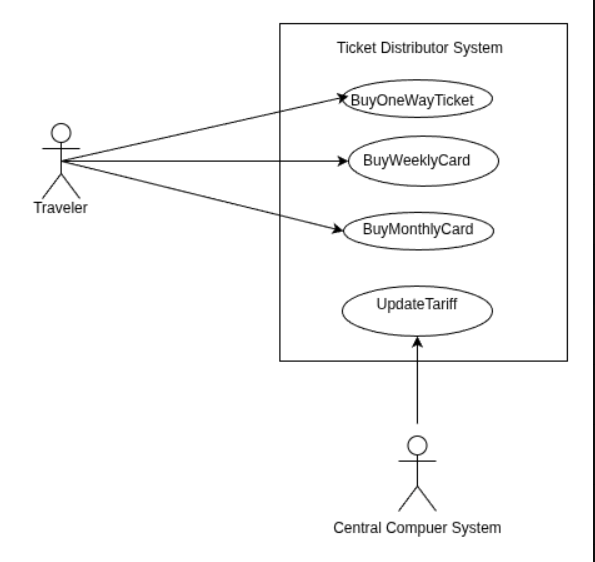 Ticket Distributor System
BuyOneWayTicket
BuyWeeklyCard
Traveler
BuyMonthlyCard
UpdateTariff
Central Compuer System